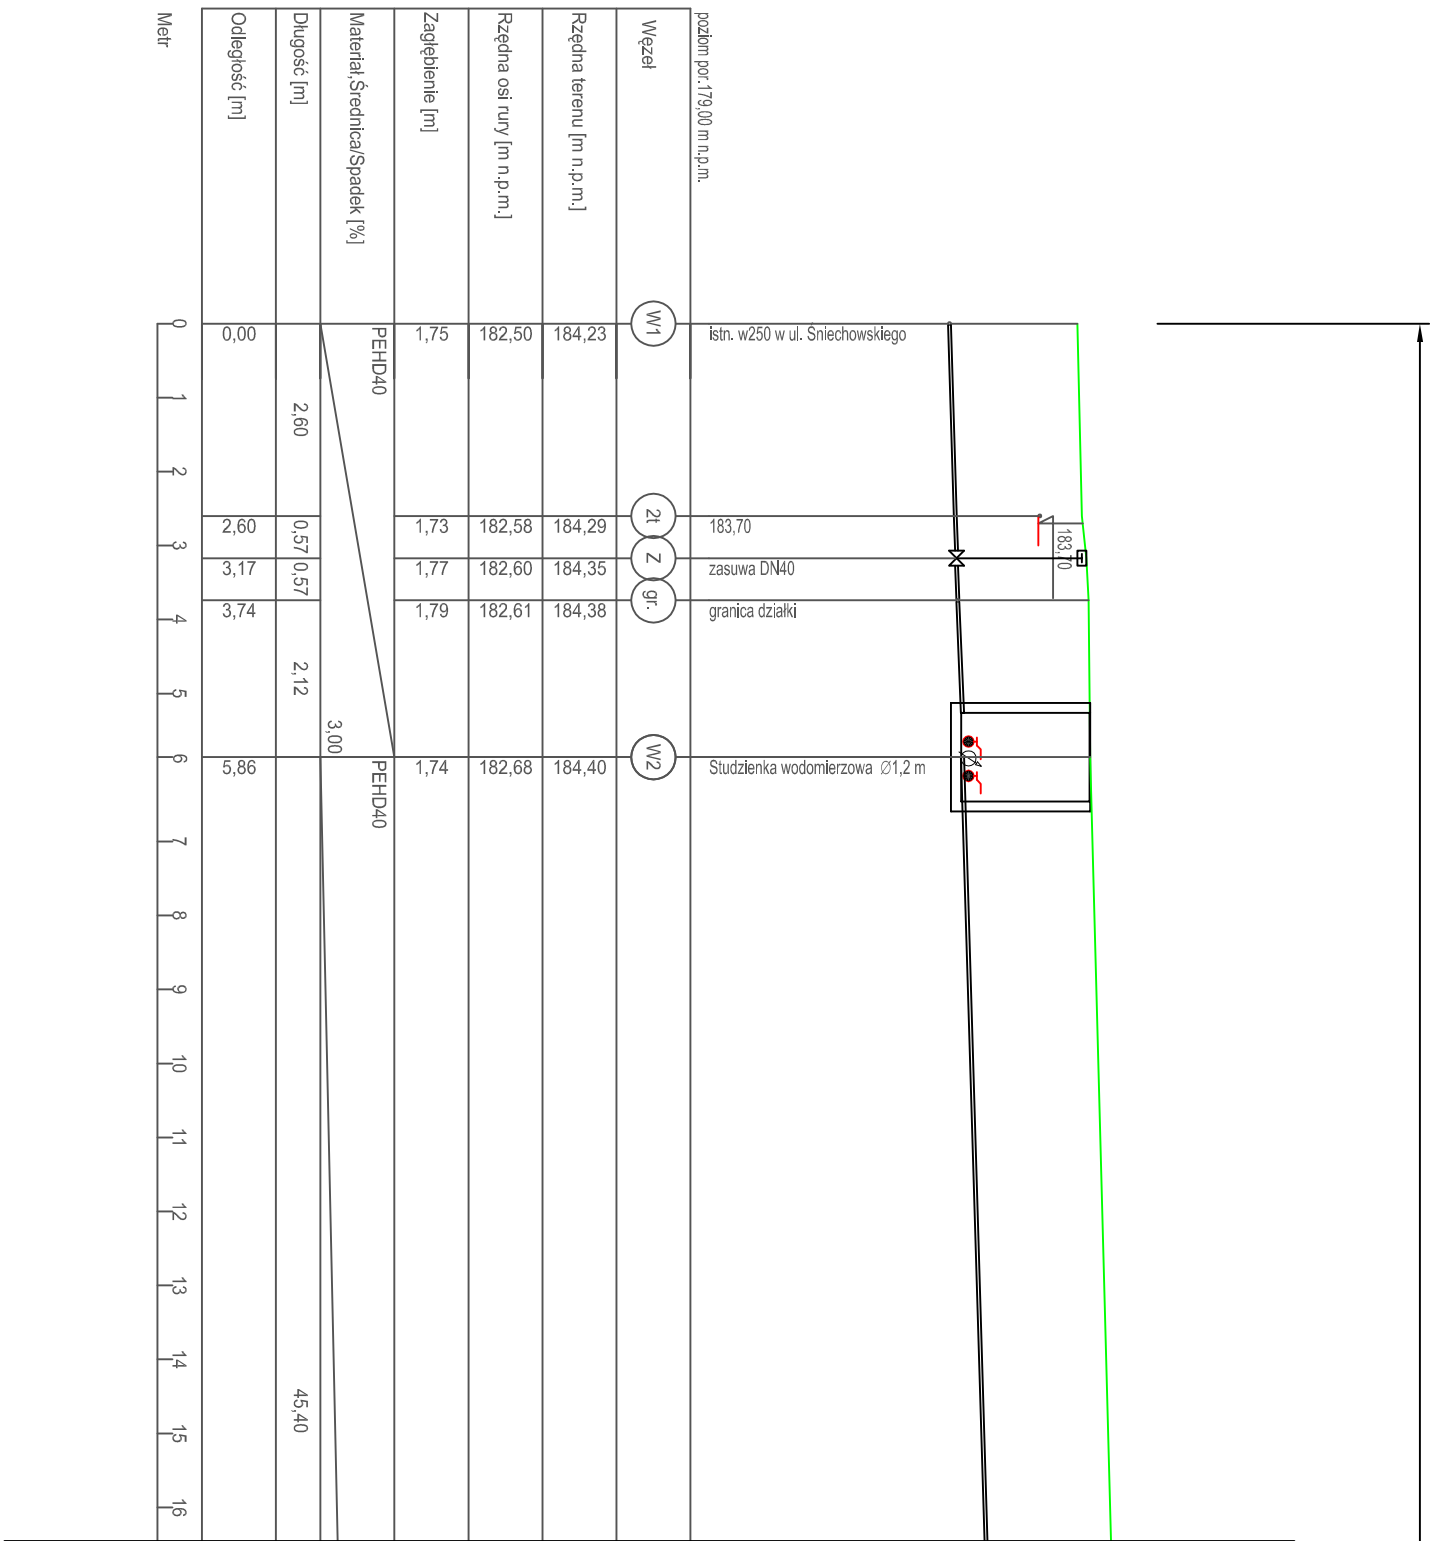 poziom por.179,00 m n.p.m.
istn. w250 w ul. Śniechowskiego
183,70
zasuwa DN40
granica działki
Studzienka wodomierzowa Ø1,2 m
183,70
Węzeł
W1
2t
Z
gr.
W2
Rzędna terenu [m n.p.m.]
184,23
184,29
184,35
184,38
184,40
Rzędna osi rury [m n.p.m.]
182,50
182,58
182,60
182,61
182,68
Zagłębienie [m]
1,75
1,73
1,77
1,79
1,74
Materiał,Średnica/Spadek [%]
PEHD40
3,00
PEHD40
Długość [m]
2,60
0,57
0,57
2,12
45,40
Odległość [m]
0,00
2,60
3,17
3,74
5,86
Metr
0
1
2
3
4
5
6
7
8
9
10
11
12
13
14
15
16